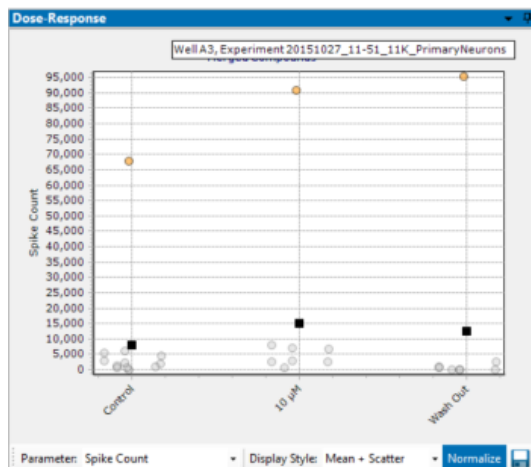 Dose-Response
Well A3, Experiment 20151027_11-51_11K_PrimaryNeurons
Merged Compounds
95,000
90,000
85,000
80,000
75,000
70,000
65,000
60,000
55,000
50,000
45,000
40,000
35,000
30,000
25,000
20,000
15,000
10,000
5,000
0
Spike Count
Control
10 µM
Wash Out
Parameter: Spike Count Display Style: Mean + Scatter Normalize